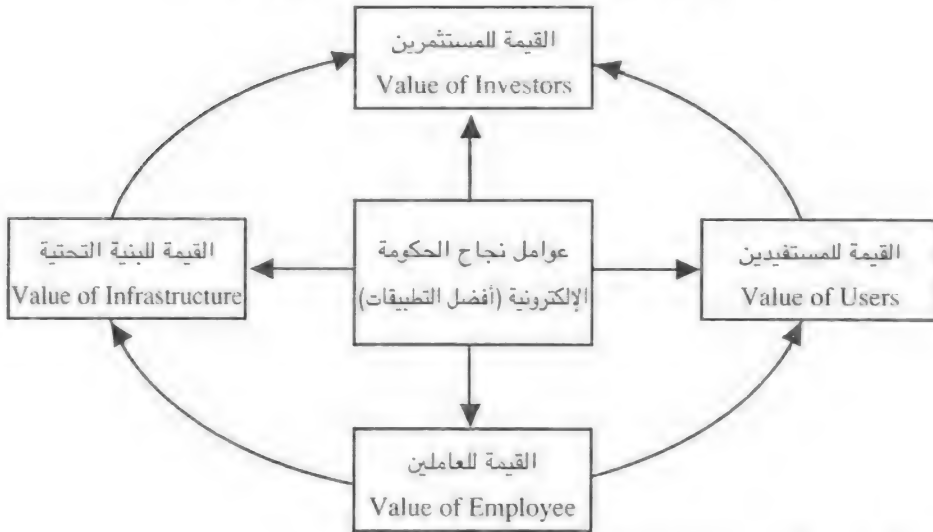 القيمة للمستثمرين
Value of Investors
القيمة للبنية التحتية
Value of Infrastructure
عوامل نجاح الحكومة
الإلكترونية (أفضل التطبيقات)
القيمة للمستفيدين
Value of Users
القيمة للعاملين
Value of Employee